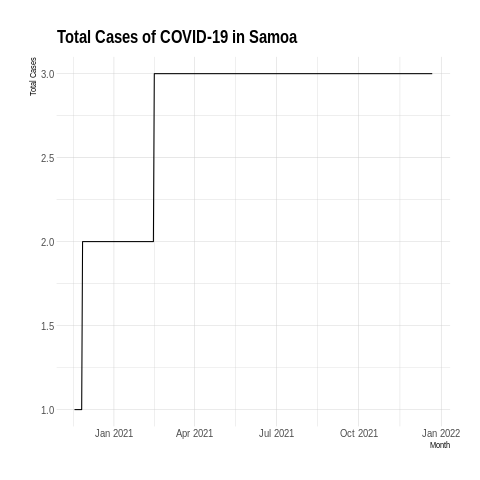 Total Cases of COVID-19 in Samoa
Total Cases
3.0
2.5
2.0
1.5
1.0
Jan 2021 Apr 2021 Jul 2021 Oct 2021 Jan 2022
Month